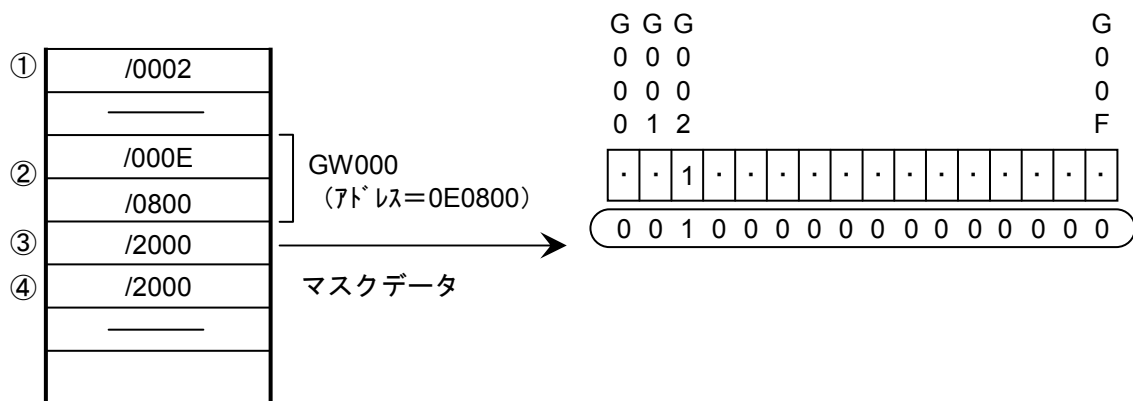 ① /0002
② /000E
/0800
③ /2000
④ /2000
GW000
(アドレス=0E0800)
マスクデータ
G G G G
0 0 0 0
0 0 0 0
0 1 2 F
・ ・ 1 ・ ・ ・ ・ ・ ・ ・ ・ ・ ・ ・ ・ ・
0 0 1 0 0 0 0 0 0 0 0 0 0 0 0 0